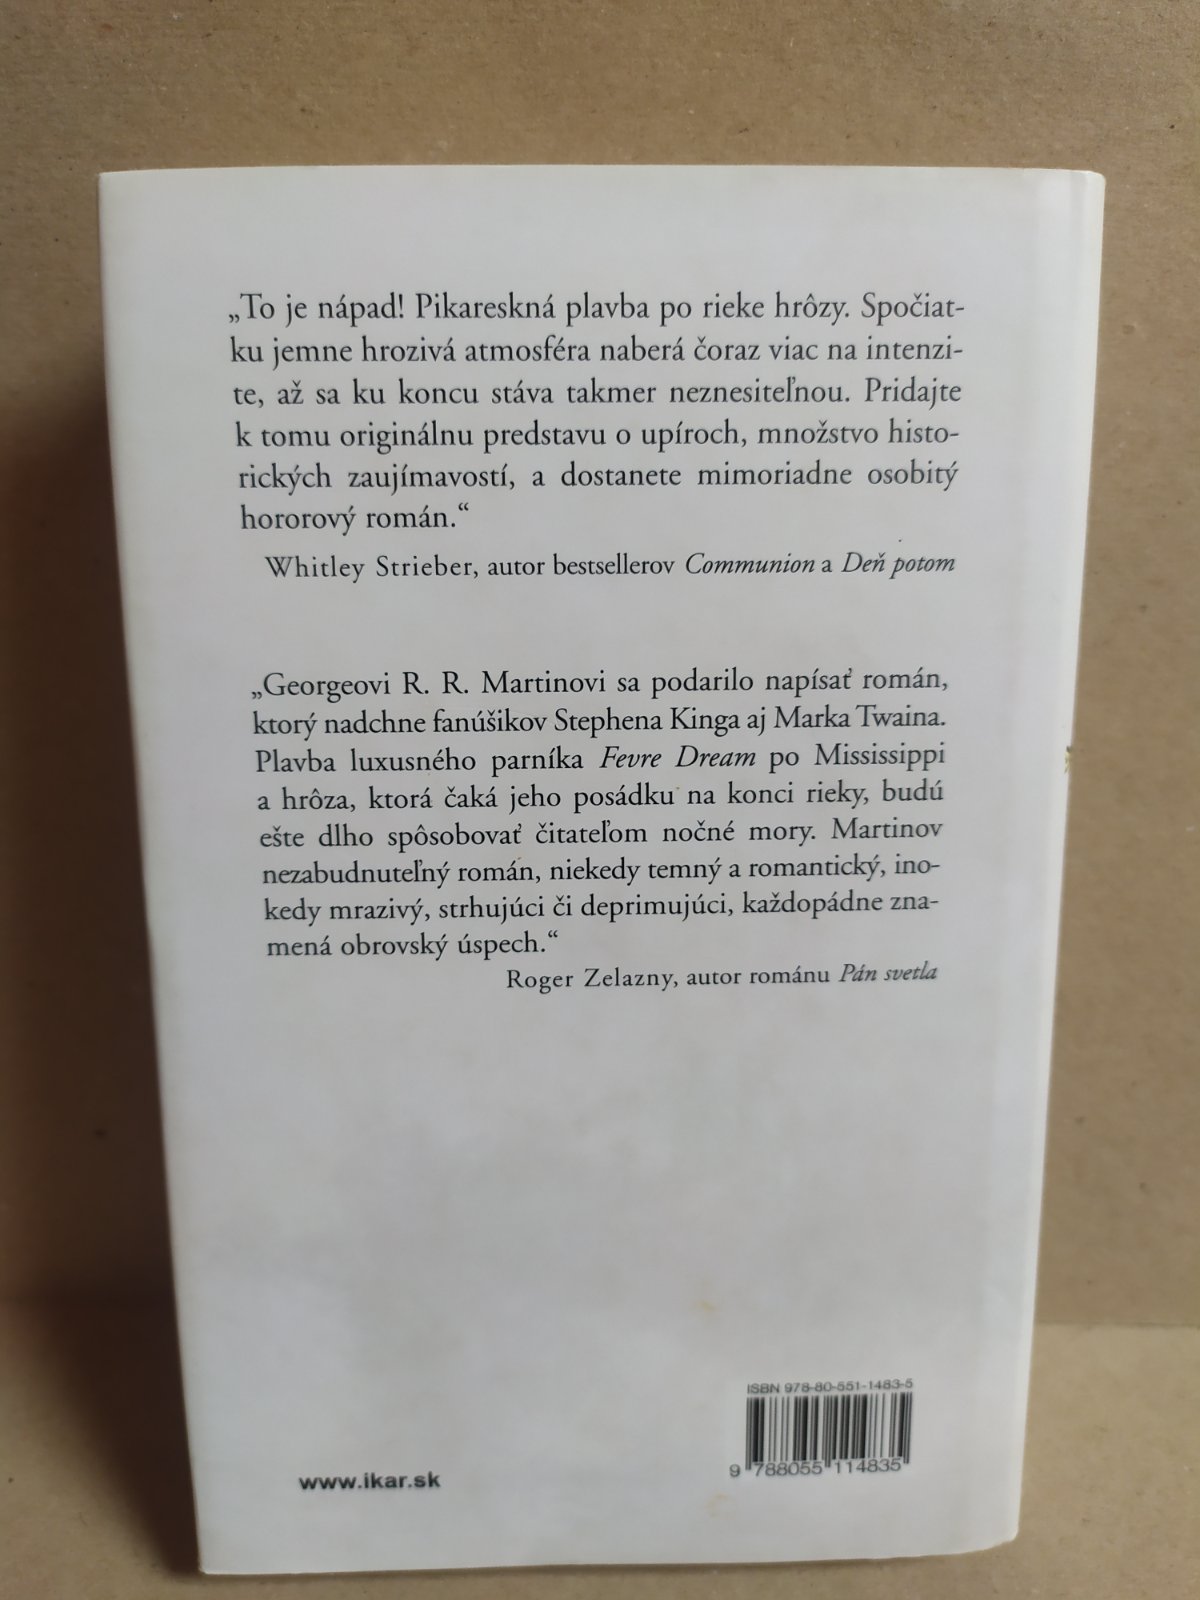 „To je nápad! Pikareskná plavba po rieke hrôzy. Spočiat-
ku jemne hrozivá atmosféra naberá čoraz viac na intenzi-
te, až sa ku koncu stáva takmer neznesiteľnou. Pridajte
k tomu originálnu predstavu o upíroch, množstvo histo-
rických zaujímavostí, a dostanete mimoriadne osobitý
hororový román.“
Whitley Strieber, autor bestsellerov Communion a Deň potom
„Georgeovi R. R. Martinovi sa podarilo napísať román,
ktorý nadchne fanúšikov Stephena Kinga aj Marka Twaina.
Plavba luxusného parníka Fevre Dream po Mississippi
a hrôza, ktorá čaká jeho posádku na konci rieky, budú
ešte dlho spôsobovať čitateľom nočné mory. Martinov
nezabudnuteľný román, niekedy temný a romantický, ino-
kedy mrazivý, strhujúci či deprimujúci, každopádne zna-
mená obrovský úspech.“
Roger Zelazny, autor románu Pán svetla
ISBN 978-80-551-1483-5
9 788055 114835
www.ikar.sk